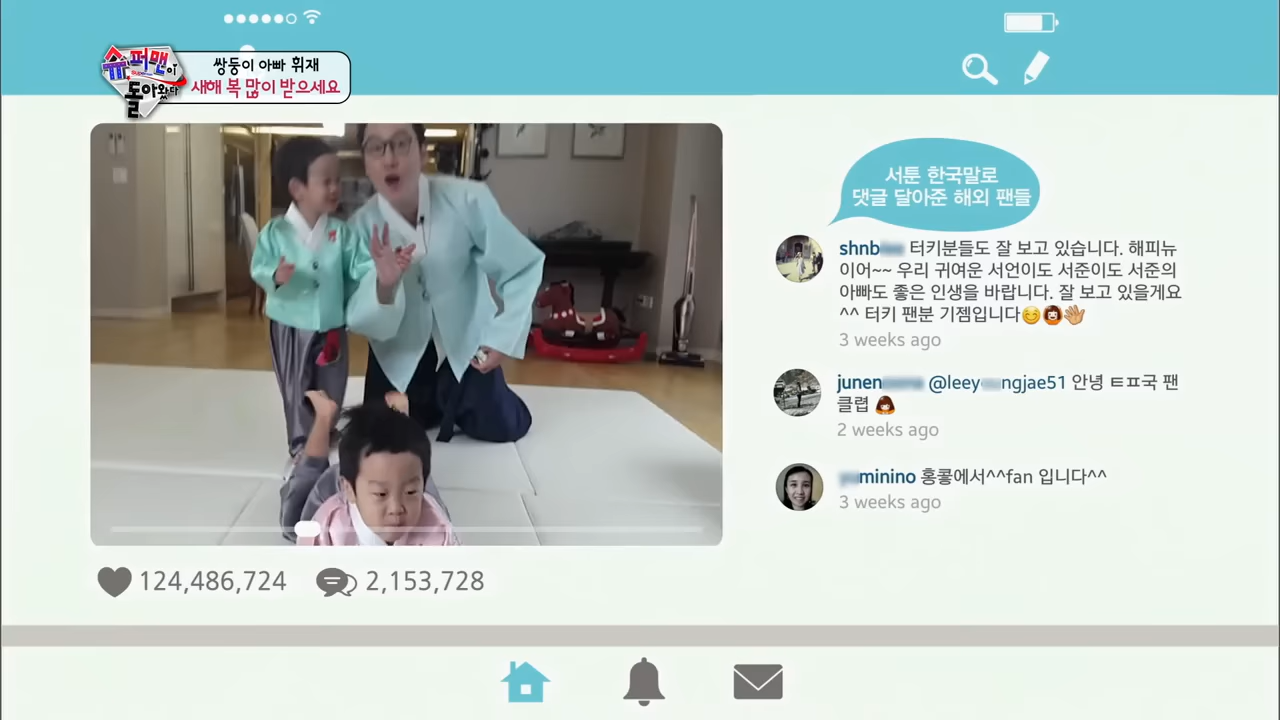 슈퍼맨이
돌아왔다
쌍둥이 아빠 휘재
새해 복 많이 받으세요
서툰 한국말로
댓글 달아준 해외 팬들
shnb 터키분들도 잘 보고 있습니다. 해피뉴
이어~~ 우리 귀여운 서언이도 서준이도 서준의
아빠도 좋은 인생을 바랍니다. 잘 보고 있을게요
^^ 터키 팬분 기젬입니다😊🙆👋
3 weeks ago
junen @leey ngjae51 안녕 ㅌㅍ국 팬
클렵 🙇
2 weeks ago
minino 홍콯에서^^fan 입니다^^
3 weeks ago
124,486,724 2,153,728